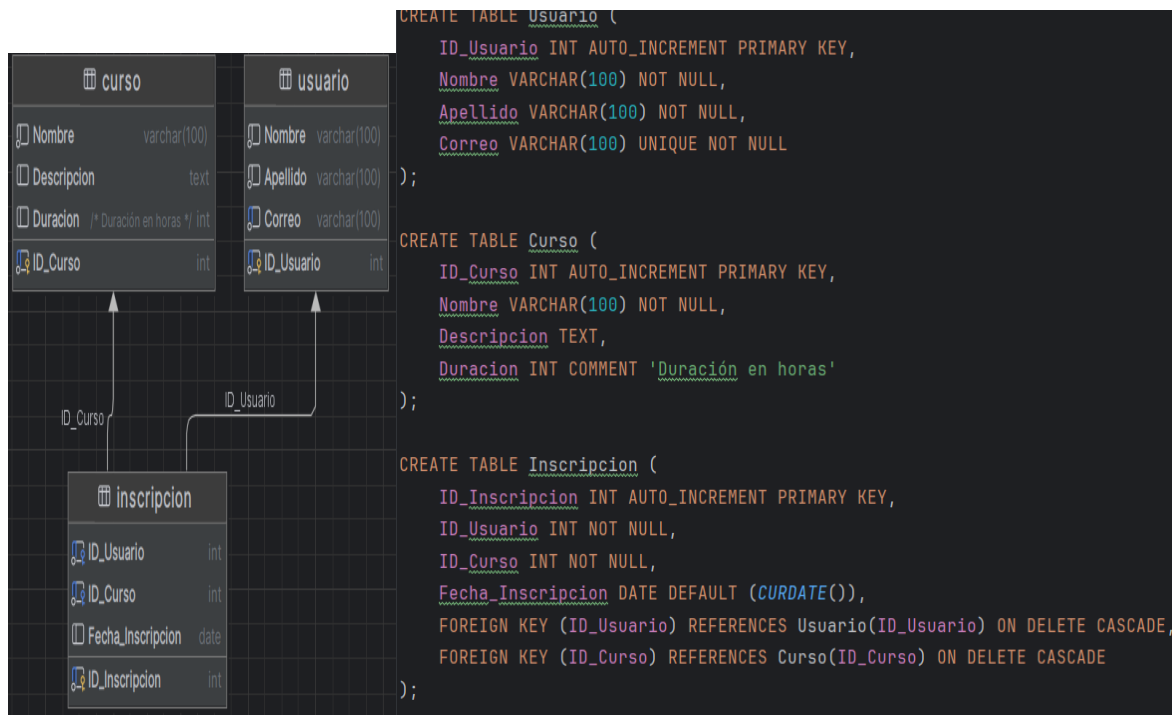 curso
Nombre varchar(100)
Descripcion text
Duracion /* Duración en horas */ int
ID_Curso int
usuario
Nombre varchar(100)
Apellido varchar(100)
Correo varchar(100)
ID_Usuario int
ID_Curso
ID_Usuario
inscripcion
ID_Usuario int
ID_Curso int
Fecha_Inscripcion date
ID_Inscripcion int
CREATE TABLE Usuario (
ID_Usuario INT AUTO_INCREMENT PRIMARY KEY,
Nombre VARCHAR(100) NOT NULL,
Apellido VARCHAR(100) NOT NULL,
Correo VARCHAR(100) UNIQUE NOT NULL
);
CREATE TABLE Curso (
ID_Curso INT AUTO_INCREMENT PRIMARY KEY,
Nombre VARCHAR(100) NOT NULL,
Descripcion TEXT,
Duracion INT COMMENT 'Duración en horas'
);
CREATE TABLE Inscripcion (
ID_Inscripcion INT AUTO_INCREMENT PRIMARY KEY,
ID_Usuario INT NOT NULL,
ID_Curso INT NOT NULL,
Fecha_Inscripcion DATE DEFAULT (CURDATE()),
FOREIGN KEY (ID_Usuario) REFERENCES Usuario(ID_Usuario) ON DELETE CASCADE,
FOREIGN KEY (ID_Curso) REFERENCES Curso(ID_Curso) ON DELETE CASCADE
);